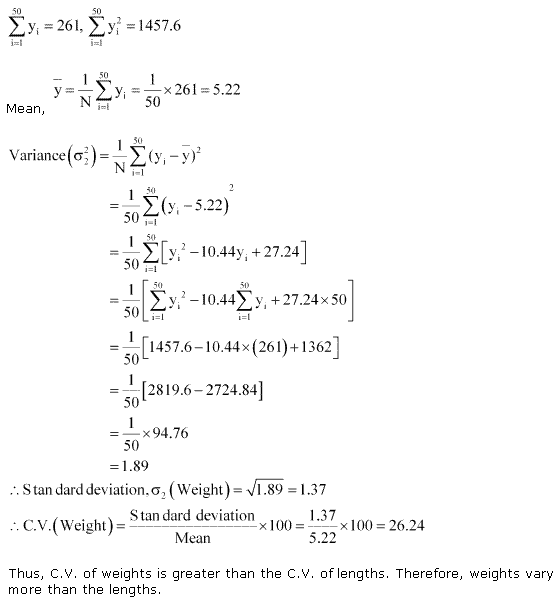 ∑_{i=1}^{50} y_i = 261, ∑_{i=1}^{50} y_i^2 = 1457.6
Mean, ȳ = 1/N ∑_{i=1}^{50} y_i = 1/50 × 261 = 5.22
Variance(σ_2^2) = 1/N ∑_{i=1}^{50} (y_i − ȳ)^2
= 1/50 ∑_{i=1}^{50} (y_i − 5.22)^2
= 1/50 ∑_{i=1}^{50} [y_i^2 − 10.44y_i + 27.24]
= 1/50 [∑_{i=1}^{50} y_i^2 − 10.44 ∑_{i=1}^{50} y_i + 27.24 × 50]
= 1/50 [1457.6 − 10.44 × (261) + 1362]
= 1/50 [2819.6 − 2724.84]
= 1/50 × 94.76
= 1.89
∴ Standard deviation, σ_2 (Weight) = √1.89 = 1.37
∴ C.V.(Weight) = Standard deviation/Mean × 100 = 1.37/5.22 × 100 = 26.24
Thus, C.V. of weights is greater than the C.V. of lengths. Therefore, weights vary
more than the lengths.